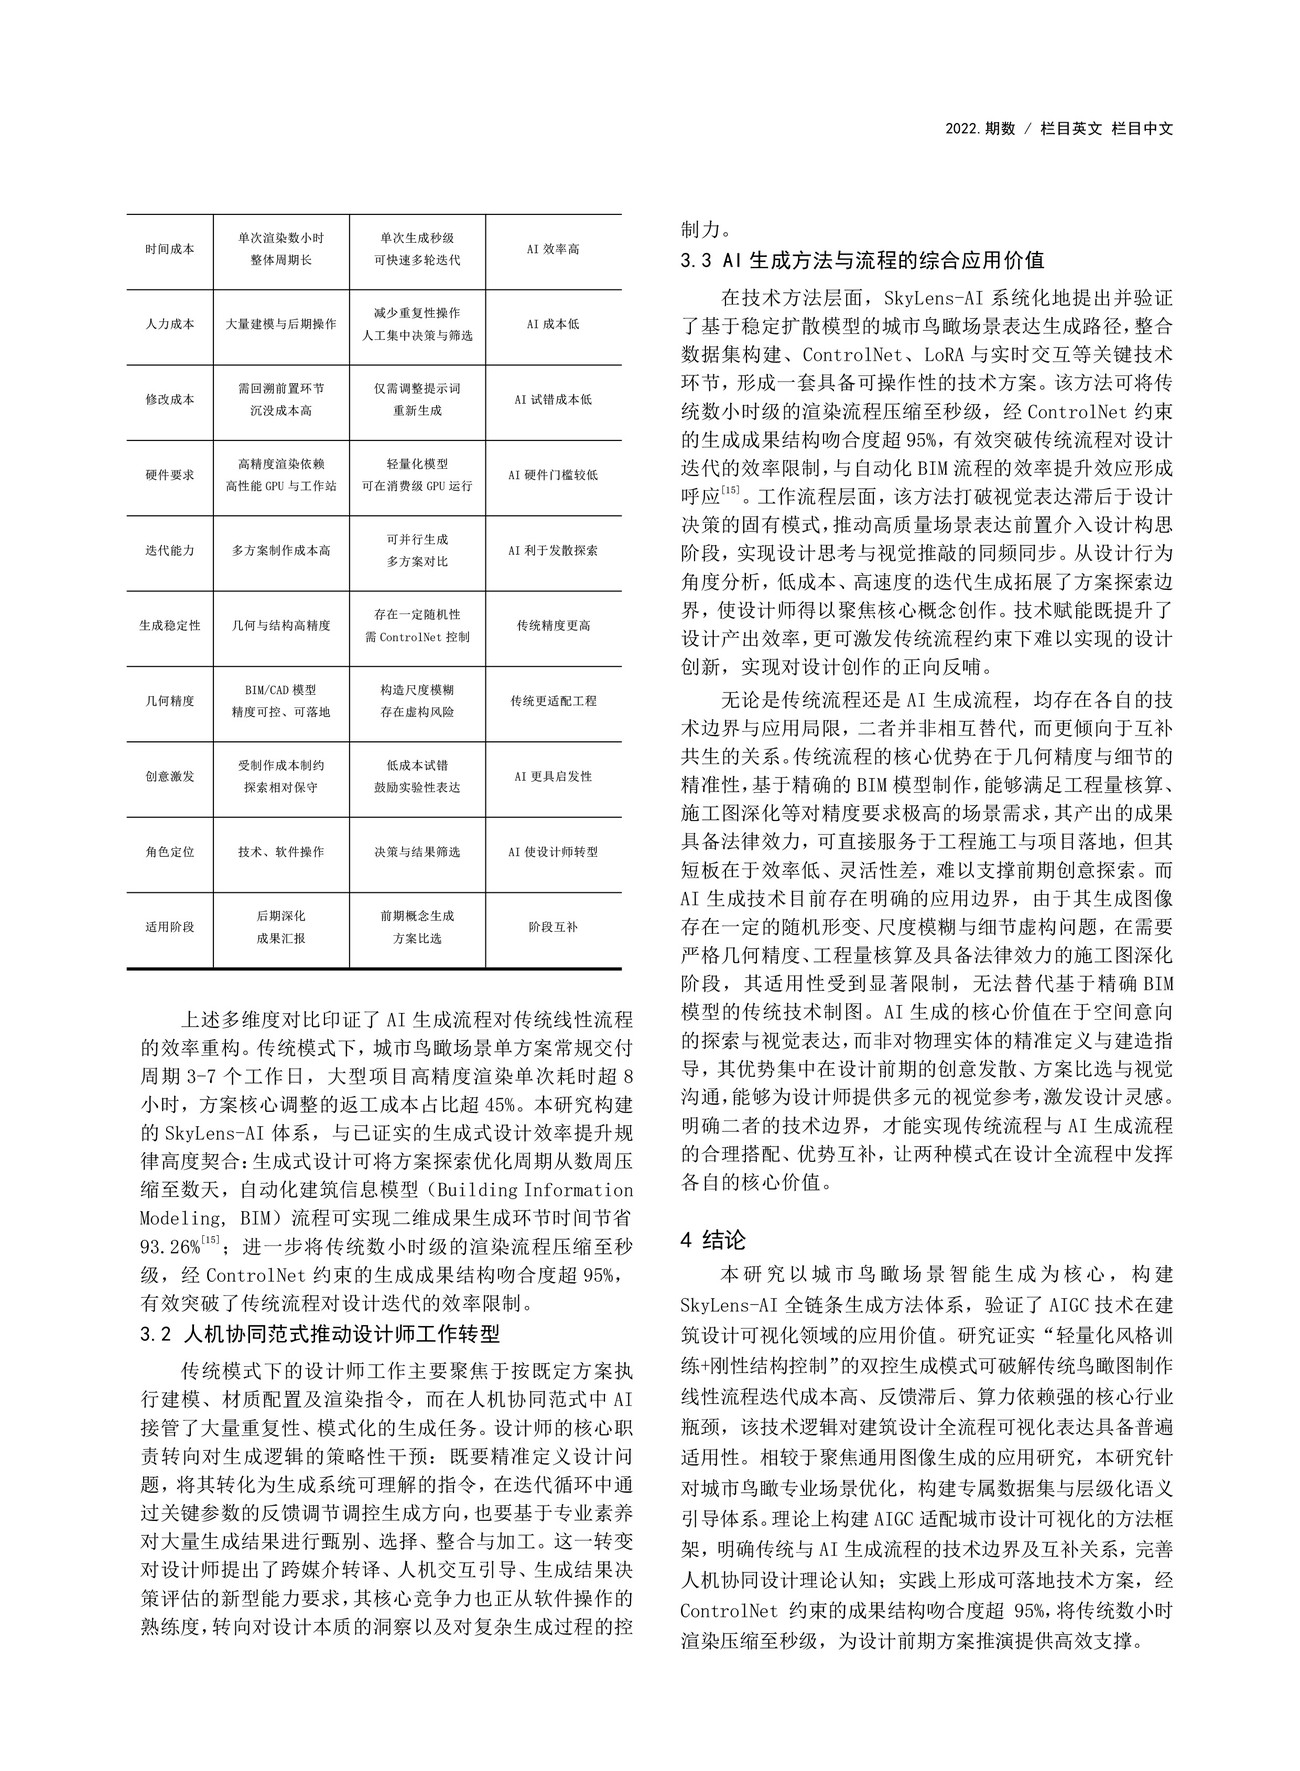 2022.期数 / 栏目英文 栏目中文
时间成本
单次渲染数小时
整体周期长
单次生成秒级
可快速多轮迭代
AI 效率高
人力成本
大量建模与后期操作
减少重复性操作
人工集中决策与筛选
AI 成本低
修改成本
需回溯前置环节
沉没成本高
仅需调整提示词
重新生成
AI 试错成本低
硬件要求
高精度渲染依赖
高性能 GPU 与工作站
轻量化模型
可在消费级 GPU 运行
AI 硬件门槛较低
迭代能力
多方案制作成本高
可并行生成
多方案对比
AI 利于发散探索
生成稳定性
几何与结构高精度
存在一定随机性
需 ControlNet 控制
传统精度更高
几何精度
BIM/CAD 模型
精度可控、可落地
构造尺度模糊
存在虚构风险
传统更适配工程
创意激发
受制作成本制约
探索相对保守
低成本试错
鼓励实验性表达
AI 更具启发性
角色定位
技术、软件操作
决策与结果筛选
AI 使设计师转型
适用阶段
后期深化
成果汇报
前期概念生成
方案比选
阶段互补
上述多维度对比印证了 AI 生成流程对传统线性流程
的效率重构。传统模式下，城市鸟瞰场景单方案常规交付
周期 3-7 个工作日，大型项目高精度渲染单次耗时超 8
小时，方案核心调整的返工成本占比超 45%。本研究构建
的 SkyLens-AI 体系，与已证实的生成式设计效率提升规
律高度契合：生成式设计可将方案探索优化周期从数周压
缩至数天，自动化建筑信息模型（Building Information
Modeling, BIM）流程可实现二维成果生成环节时间节省
93.26%[15]；进一步将传统数小时级的渲染流程压缩至秒
级，经 ControlNet 约束的生成成果结构吻合度超 95%，
有效突破了传统流程对设计迭代的效率限制。
3.2 人机协同范式推动设计师工作转型
传统模式下的设计师工作主要聚焦于按既定方案执
行建模、材质配置及渲染指令，而在人机协同范式中 AI
接管了大量重复性、模式化的生成任务。设计师的核心职
责转向对生成逻辑的策略性干预：既要精准定义设计问
题，将其转化为生成系统可理解的指令，在迭代循环中通
过关键参数的反馈调节调控生成方向，也要基于专业素养
对大量生成结果进行甄别、选择、整合与加工。这一转变
对设计师提出了跨媒介转译、人机交互引导、生成结果决
策评估的新型能力要求，其核心竞争力也正从软件操作的
熟练度，转向对设计本质的洞察以及对复杂生成过程的控
制力。
3.3 AI 生成方法与流程的综合应用价值
在技术方法层面，SkyLens-AI 系统化地提出并验证
了基于稳定扩散模型的城市鸟瞰场景表达生成路径，整合
数据集构建、ControlNet、LoRA 与实时交互等关键技术
环节，形成一套具备可操作性的技术方案。该方法可将传
统数小时级的渲染流程压缩至秒级，经 ControlNet 约束
的生成成果结构吻合度超 95%，有效突破传统流程对设计
迭代的效率限制，与自动化 BIM 流程的效率提升效应形成
呼应[15]。工作流程层面，该方法打破视觉表达滞后于设计
决策的固有模式，推动高质量场景表达前置介入设计构思
阶段，实现设计思考与视觉推敲的同频同步。从设计行为
角度分析，低成本、高速度的迭代生成拓展了方案探索边
界，使设计师得以聚焦核心概念创作。技术赋能既提升了
设计产出效率，更可激发传统流程约束下难以实现的设计
创新，实现对设计创作的正向反哺。
无论是传统流程还是 AI 生成流程，均存在各自的技
术边界与应用局限，二者并非相互替代，而更倾向于互补
共生的关系。传统流程的核心优势在于几何精度与细节的
精准性，基于精确的 BIM 模型制作，能够满足工程量核算、
施工图深化等对精度要求极高的场景需求，其产出的成果
具备法律效力，可直接服务于工程施工与项目落地，但其
短板在于效率低、灵活性差，难以支撑前期创意探索。而
AI 生成技术目前存在明确的应用边界，由于其生成图像
存在一定的随机形变、尺度模糊与细节虚构问题，在需要
严格几何精度、工程量核算及具备法律效力的施工图深化
阶段，其适用性受到显著限制，无法替代基于精确 BIM
模型的传统技术制图。AI 生成的核心价值在于空间意向
的探索与视觉表达，而非对物理实体的精准定义与建造指
导，其优势集中在设计前期的创意发散、方案比选与视觉
沟通，能够为设计师提供多元的视觉参考，激发设计灵感。
明确二者的技术边界，才能实现传统流程与 AI 生成流程
的合理搭配、优势互补，让两种模式在设计全流程中发挥
各自的核心价值。
4 结论
本研究以城市鸟瞰场景智能生成为核心，构建
SkyLens-AI 全链条生成方法体系，验证了 AIGC 技术在建
筑设计可视化领域的应用价值。研究证实“轻量化风格训
练+刚性结构控制”的双控生成模式可破解传统鸟瞰图制作
线性流程迭代成本高、反馈滞后、算力依赖强的核心行业
瓶颈，该技术逻辑对建筑设计全流程可视化表达具备普遍
适用性。相较于聚焦通用图像生成的应用研究，本研究针
对城市鸟瞰专业场景优化，构建专属数据集与层级化语义
引导体系。理论上构建 AIGC 适配城市设计可视化的方法框
架，明确传统与 AI 生成流程的技术边界及互补关系，完善
人机协同设计理论认知；实践上形成可落地技术方案，经
ControlNet 约束的成果结构吻合度超 95%，将传统数小时
渲染压缩至秒级，为设计前期方案推演提供高效支撑。